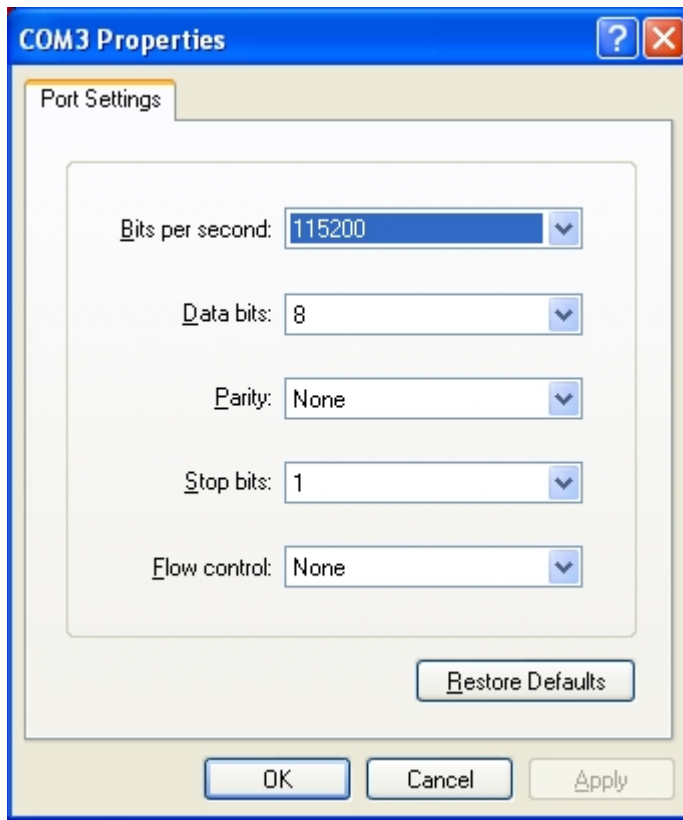 COM3 Properties
Port Settings
Bits per second: 115200
Data bits: 8
Parity: None
Stop bits: 1
Flow control: None
Restore Defaults
OK Cancel Apply